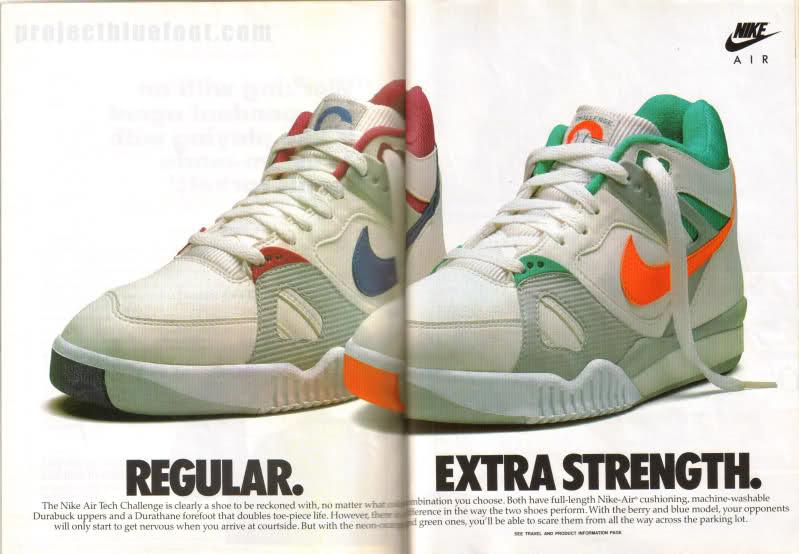 projectbluefoot.com
NIKE
AIR
CHALLENGE
REGULAR. EXTRA STRENGTH.
The Nike Air Tech Challenge is clearly a shoe to be reckoned with, no matter what combination you choose. Both have full-length Nike-Air® cushioning, machine-washable
Durabuck uppers and a Durathane forefoot that doubles toe-piece life. However, there difference in the way the two shoes perform. With the berry and blue model, your opponents
will only start to get nervous when you arrive at courtside. But with the neon-orange and green ones, you'll be able to scare them from all the way across the parking lot.
SEE TRAVEL AND PRODUCT INFORMATION PAGE